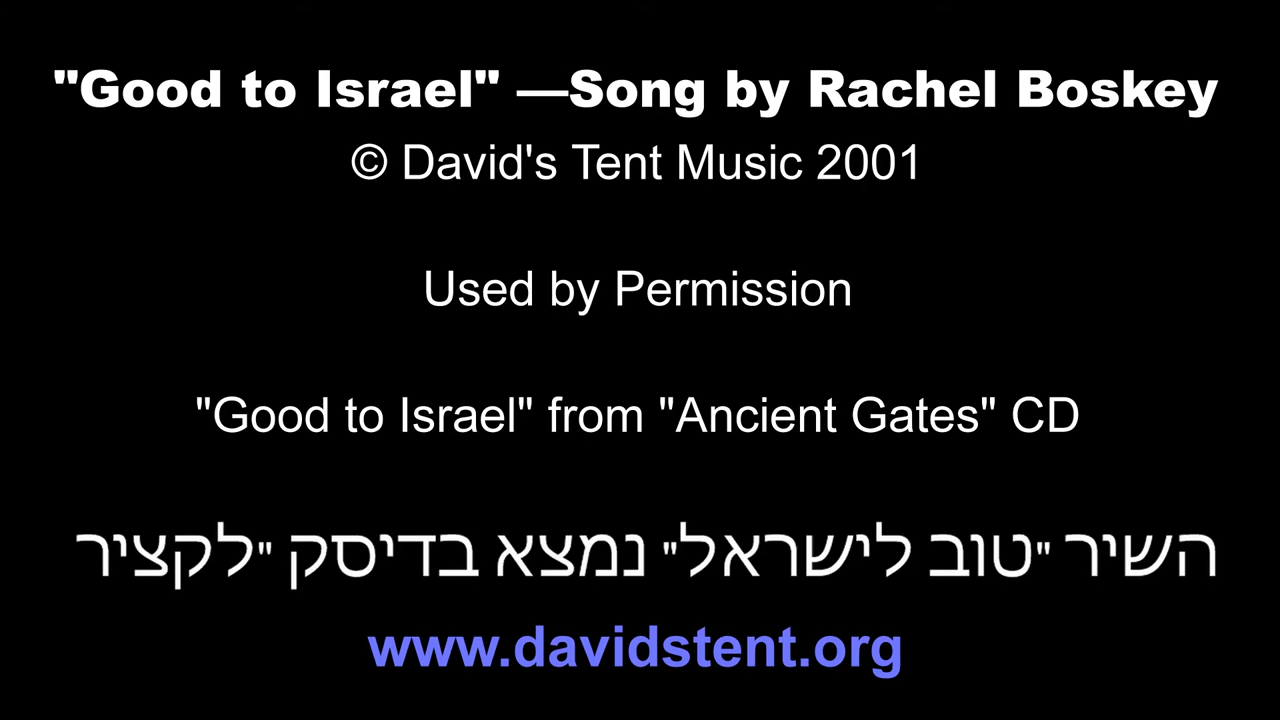 "Good to Israel" —Song by Rachel Boskey
© David's Tent Music 2001
Used by Permission
"Good to Israel" from "Ancient Gates" CD
השיר "טוב לישראל" נמצא בדיסק "לקציר
www.davidstent.org